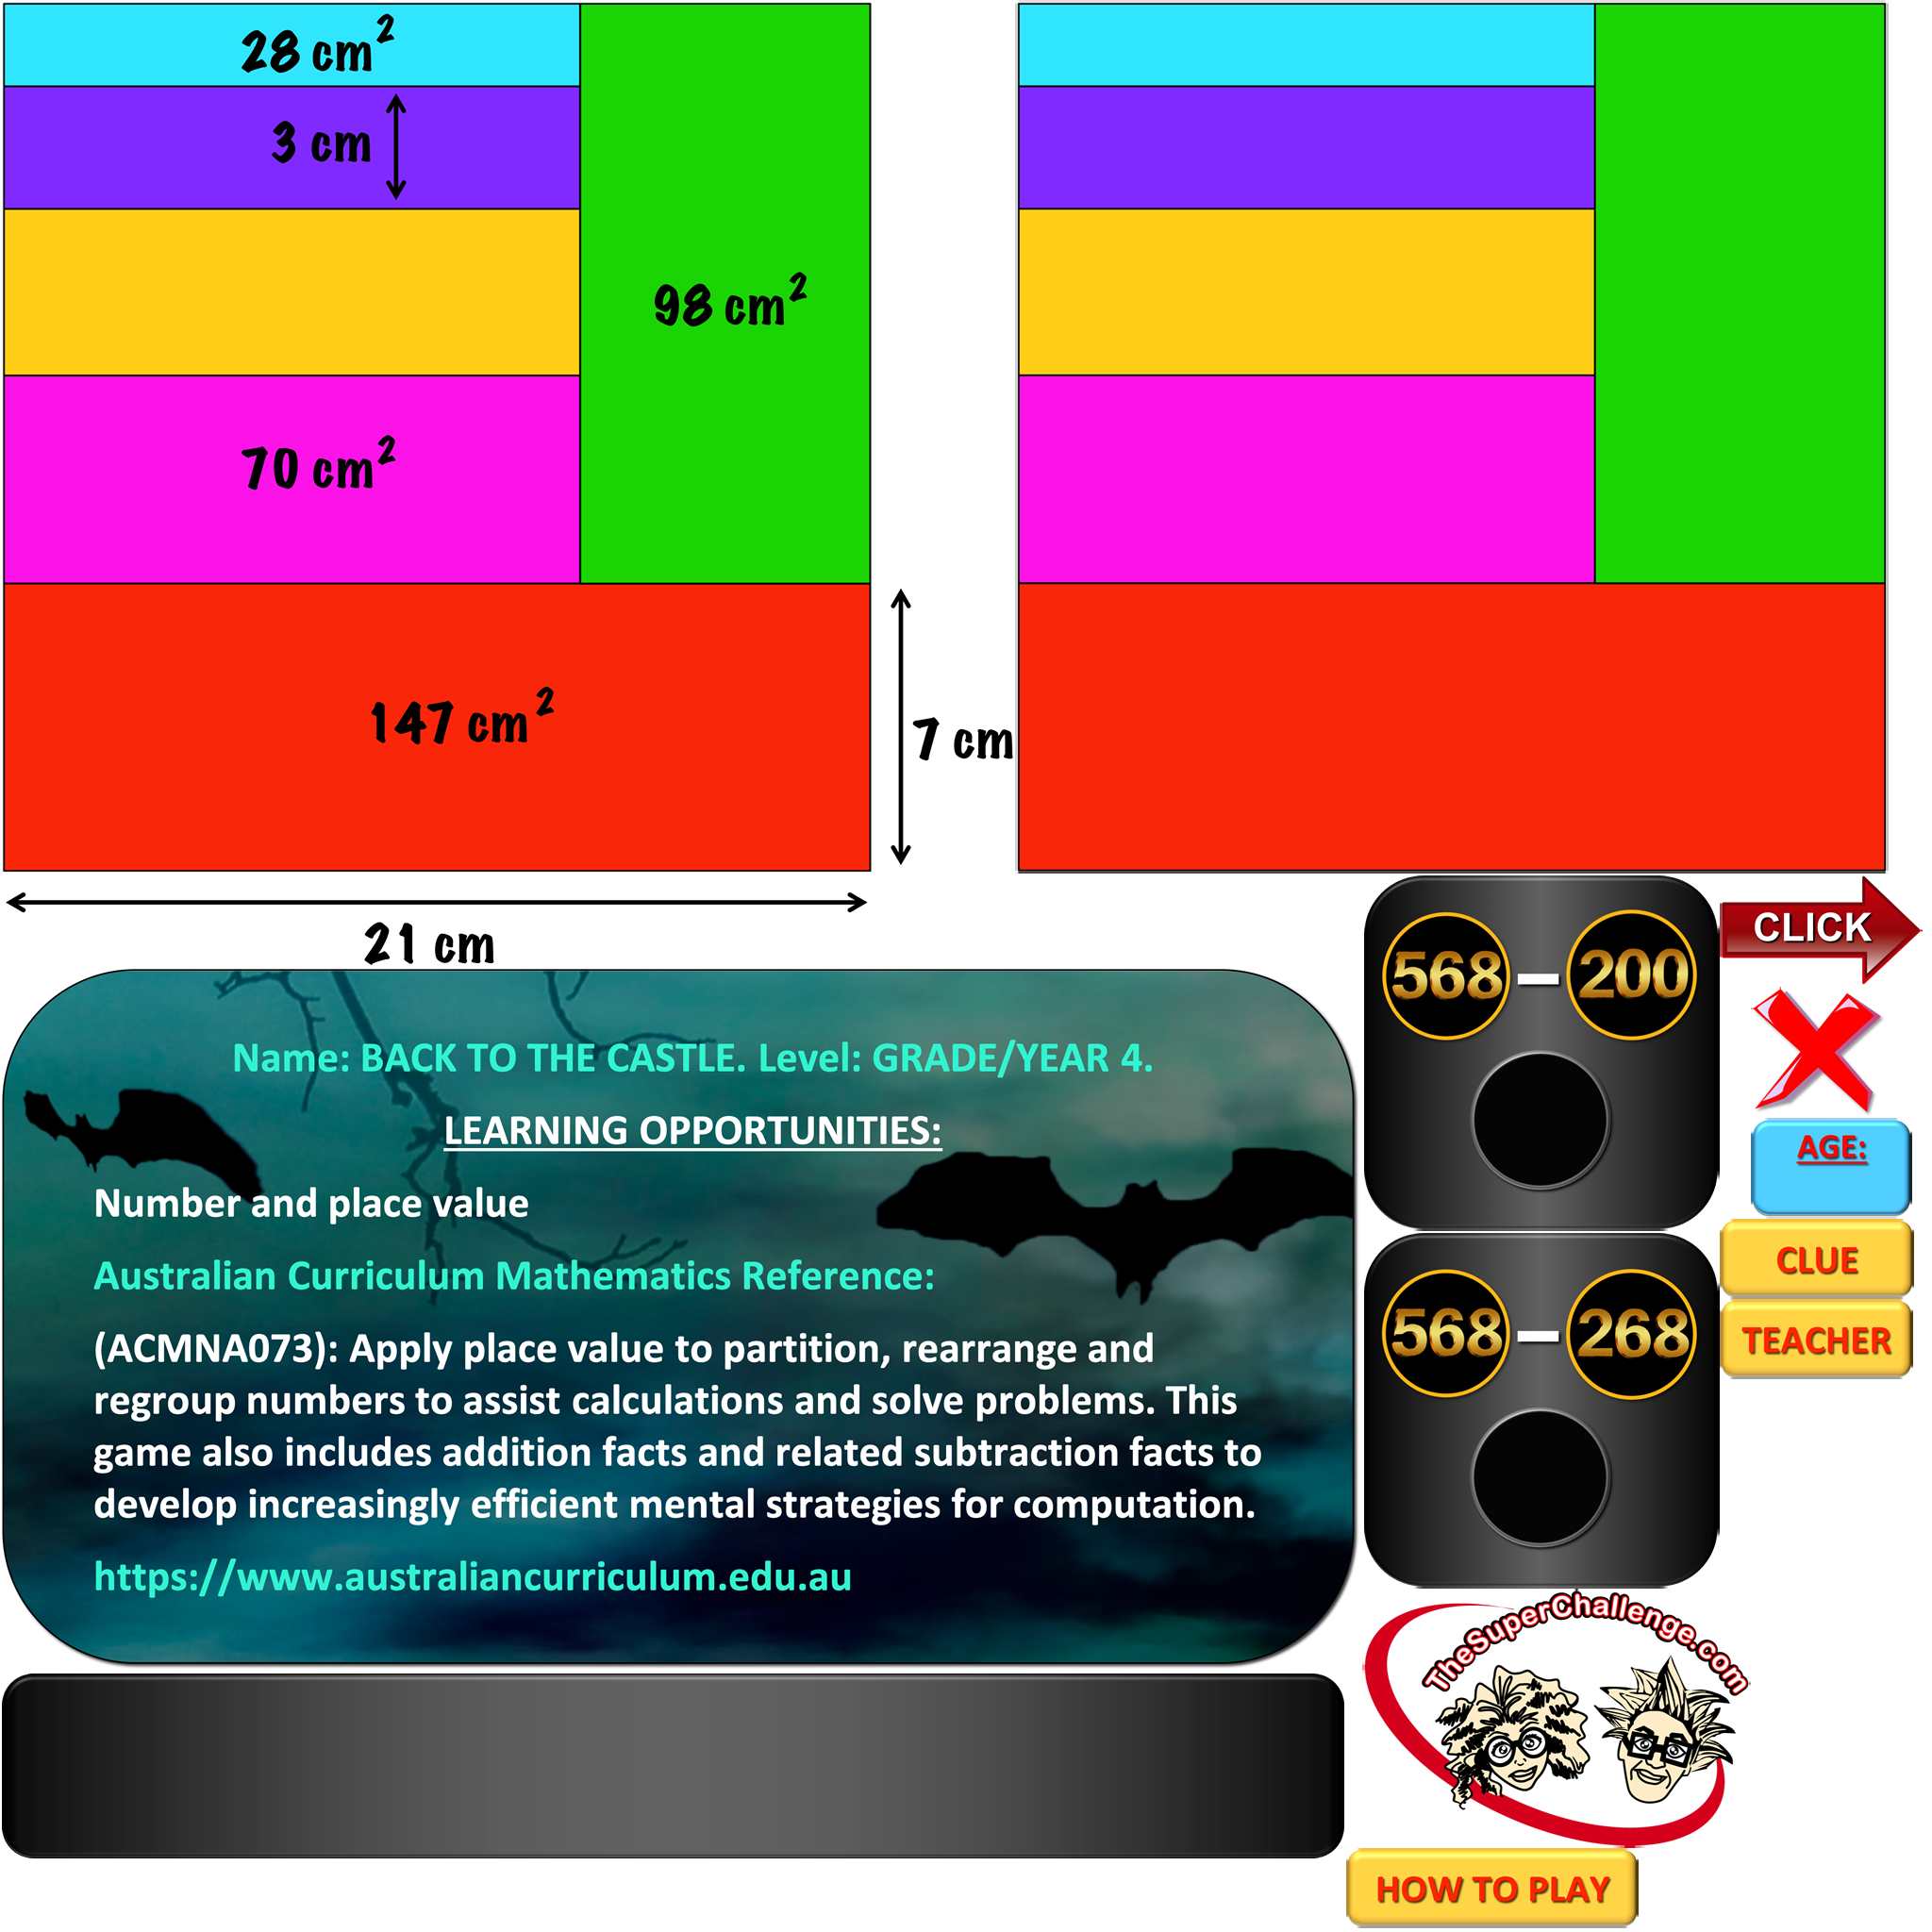 28 cm²
3 cm
98 cm²
70 cm²
147 cm²
7 cm
21 cm
Name: BACK TO THE CASTLE. Level: GRADE/YEAR 4.
LEARNING OPPORTUNITIES:
Number and place value
Australian Curriculum Mathematics Reference:
(ACMNA073): Apply place value to partition, rearrange and
regroup numbers to assist calculations and solve problems. This
game also includes addition facts and related subtraction facts to
develop increasingly efficient mental strategies for computation.
https://www.australiancurriculum.edu.au
568 – 200
CLICK
AGE:
CLUE
568 – 268
TEACHER
TheSuperChallenge.com
HOW TO PLAY